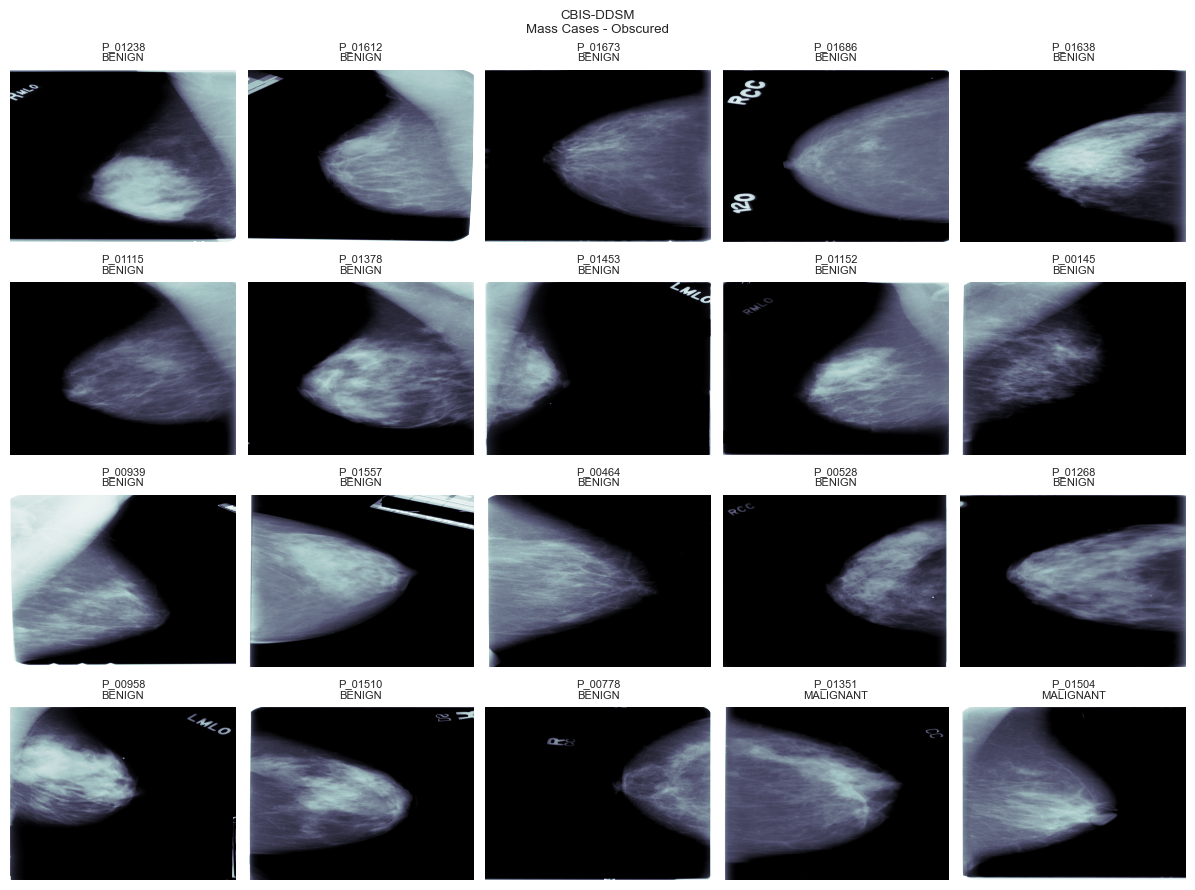 CBIS-DDSM
Mass Cases - Obscured
P_01238
BENIGN
P_01612
BENIGN
P_01673
BENIGN
P_01686
BENIGN
P_01638
BENIGN
RMLO
RCC
120
P_01115
BENIGN
P_01378
BENIGN
P_01453
BENIGN
P_01152
BENIGN
P_00145
BENIGN
LMLO
RMLO
P_00939
BENIGN
P_01557
BENIGN
P_00464
BENIGN
P_00528
BENIGN
P_01268
BENIGN
RCC
P_00958
BENIGN
P_01510
BENIGN
P_00778
BENIGN
P_01351
MALIGNANT
P_01504
MALIGNANT
LMLO
R
CC